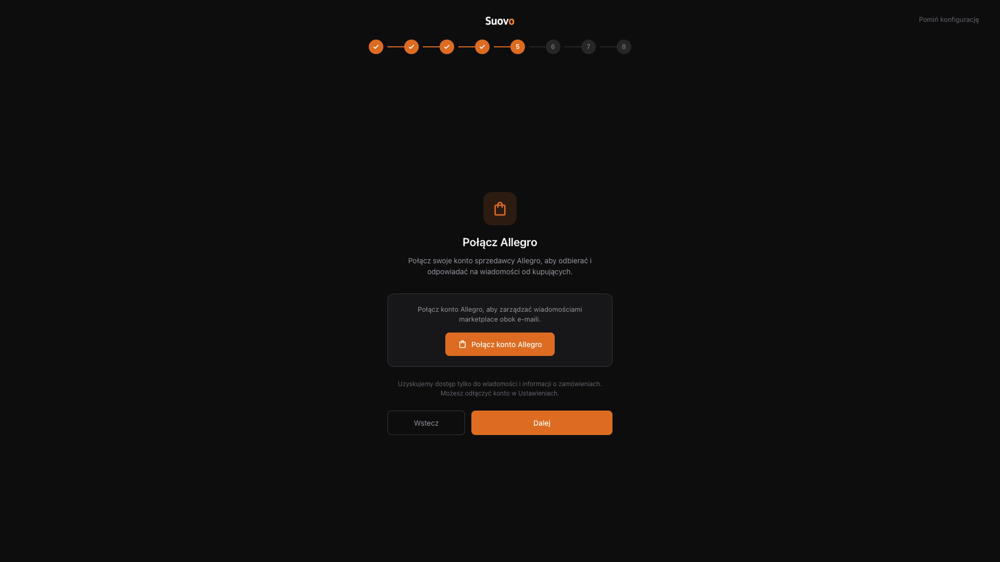 Suovo
Pomiń konfigurację
5
6
7
8
Połącz Allegro
Połącz swoje konto sprzedawcy Allegro, aby odbierać i
odpowiadać na wiadomości od kupujących.
Połącz konto Allegro, aby zarządzać wiadomościami
marketplace obok e-maili.
Połącz konto Allegro
Uzyskujemy dostęp tylko do wiadomości i informacji o zamówieniach.
Możesz odłączyć konto w Ustawieniach.
Wstecz
Dalej